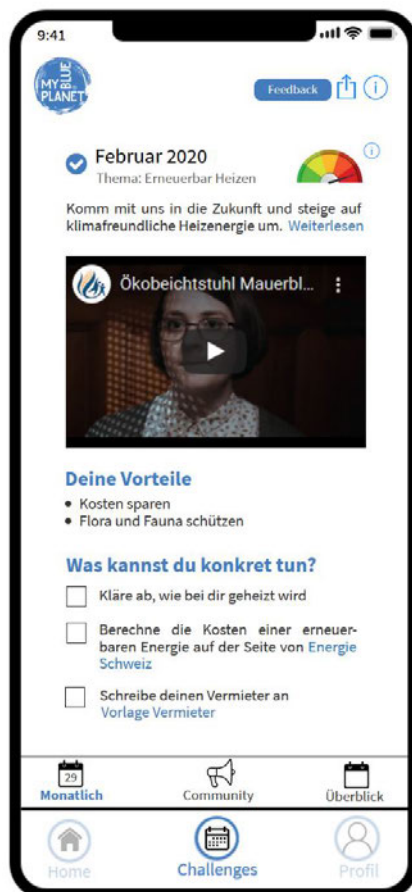 9:41
MY BLUE PLANET
Feedback
Februar 2020
Thema: Erneuerbar Heizen
Komm mit uns in die Zukunft und steige auf
klimafreundliche Heizenergie um. Weiterlesen
Ökobeichtstuhl Mauerbl...
Deine Vorteile
• Kosten sparen
• Flora und Fauna schützen
Was kannst du konkret tun?
Kläre ab, wie bei dir geheizt wird
Berechne die Kosten einer erneuer-
baren Energie auf der Seite von Energie
Schweiz
Schreibe deinen Vermieter an
Vorlage Vermieter
29
Monatlich Community Überblick
Home Challenges Profil